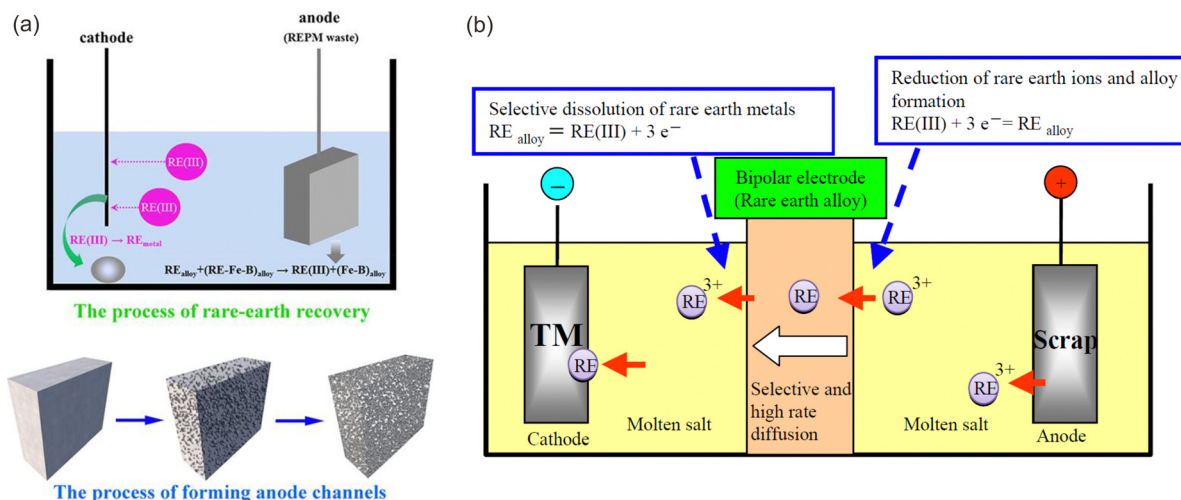 (a)
cathode
anode
(REPM waste)
RE(III)
RE(III)
RE(III) → RE_metal
RE_alloy+(RE-Fe-B)_alloy → RE(III)+(Fe-B)_alloy
The process of rare-earth recovery
The process of forming anode channels
(b)
Selective dissolution of rare earth metals
RE alloy = RE(III) + 3 e⁻
Reduction of rare earth ions and alloy
formation
RE(III) + 3 e⁻ = RE alloy
−
Bipolar electrode
(Rare earth alloy)
+
RE 3+
RE
RE 3+
TM
RE
Scrap
RE 3+
Selective and
high rate
diffusion
Molten salt
Molten salt
Cathode
Anode